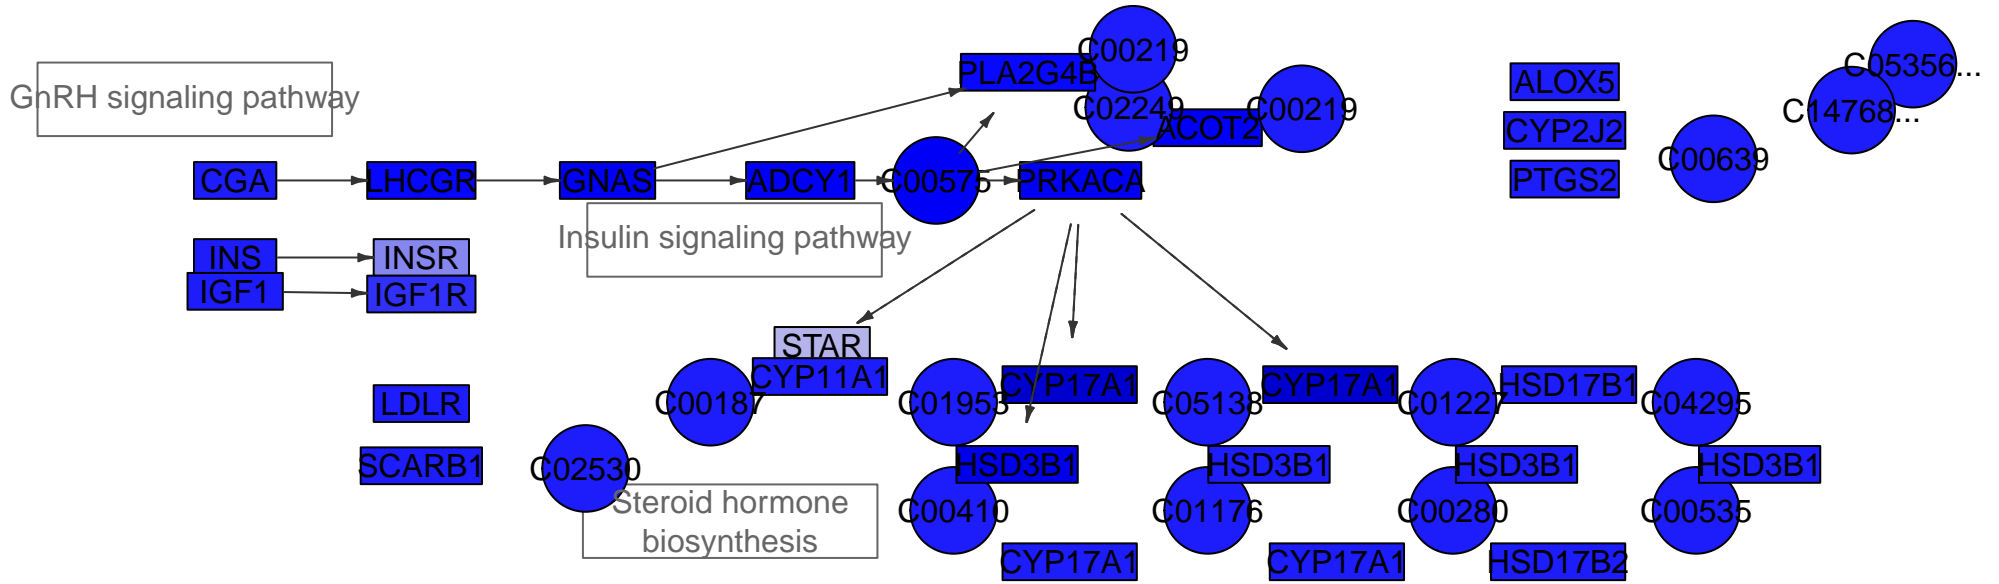 C00219
C05356...
PLA2G4B
ALOX5
GnRH signaling pathway
C02249
C00219
C14768...
ACOT2
CYP2J2
C00639
CGA
LHCGR
GNAS
ADCY1
C00575
PRKACA
PTGS2
Insulin signaling pathway
INS
INSR
IGF1
IGF1R
STAR
CYP11A1
CYP17A1
CYP17A1
HSD17B1
LDLR
C00187
C01953
C05138
C01227
C04295
SCARB1
C02530
HSD3B1
HSD3B1
HSD3B1
HSD3B1
Steroid hormone
biosynthesis
C00410
C01176
C00280
C00535
CYP17A1
CYP17A1
HSD17B2